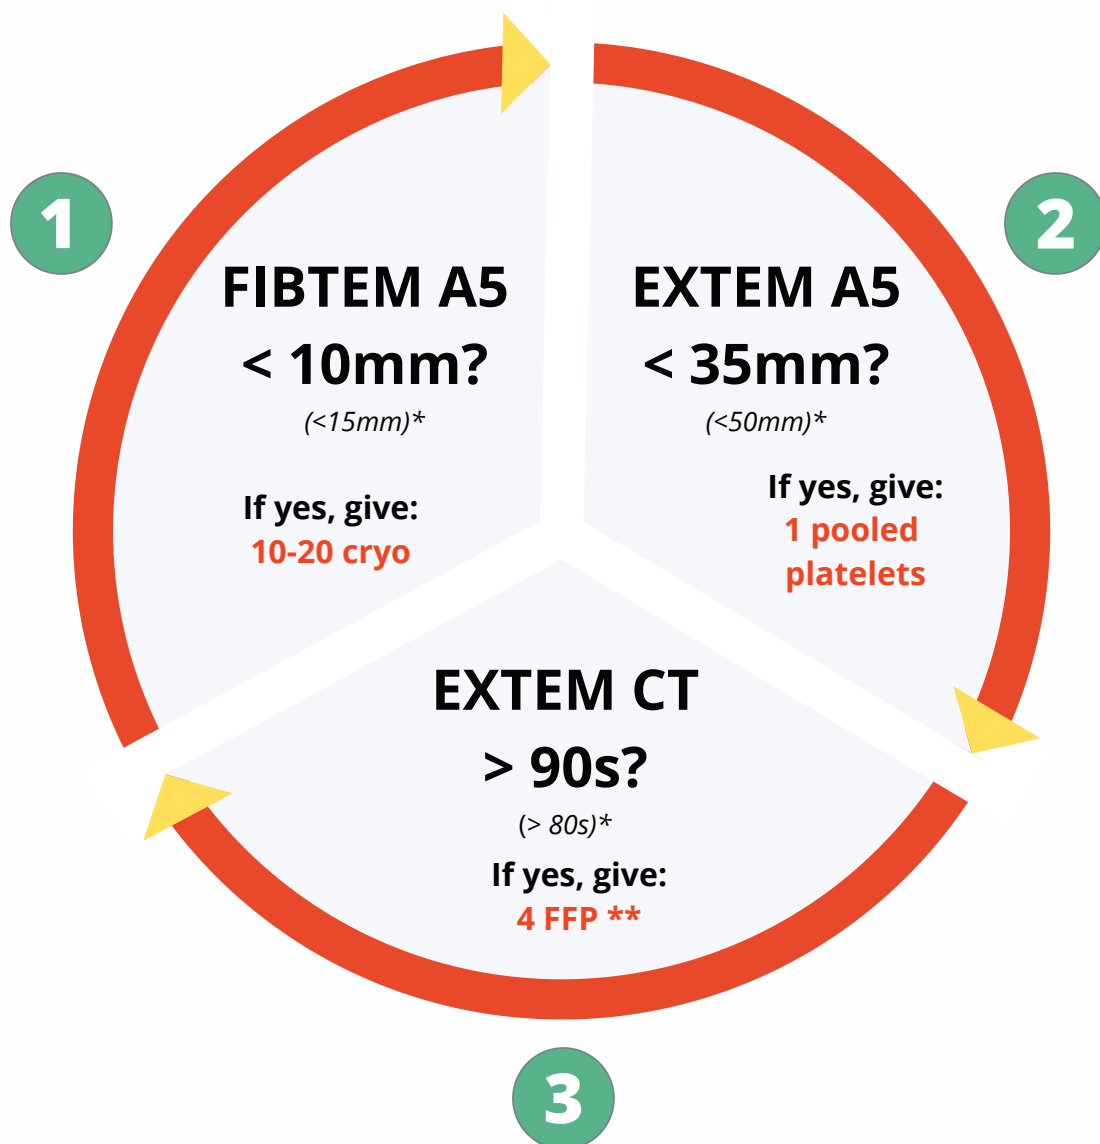 1
FIBTEM A5
< 10mm?
(<15mm)*
If yes, give:
10-20 cryo
2
EXTEM A5
< 35mm?
(<50mm)*
If yes, give:
1 pooled
platelets
EXTEM CT
> 90s?
(> 80s)*
If yes, give:
4 FFP **
3